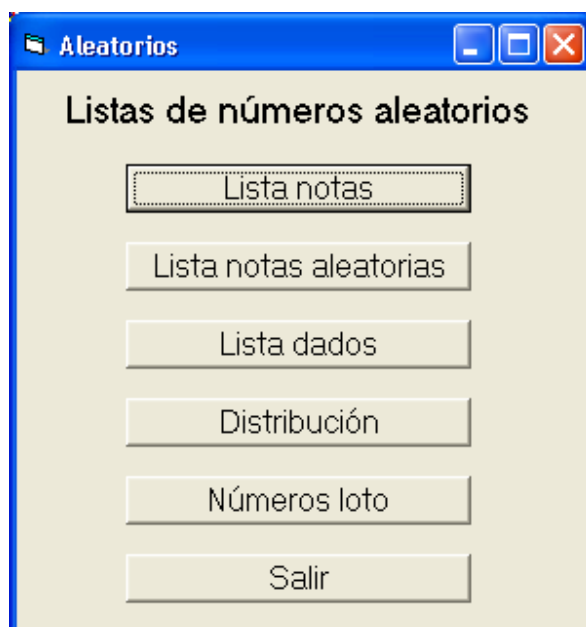 Aleatorios
Listas de números aleatorios
Lista notas
Lista notas aleatorias
Lista dados
Distribución
Números loto
Salir